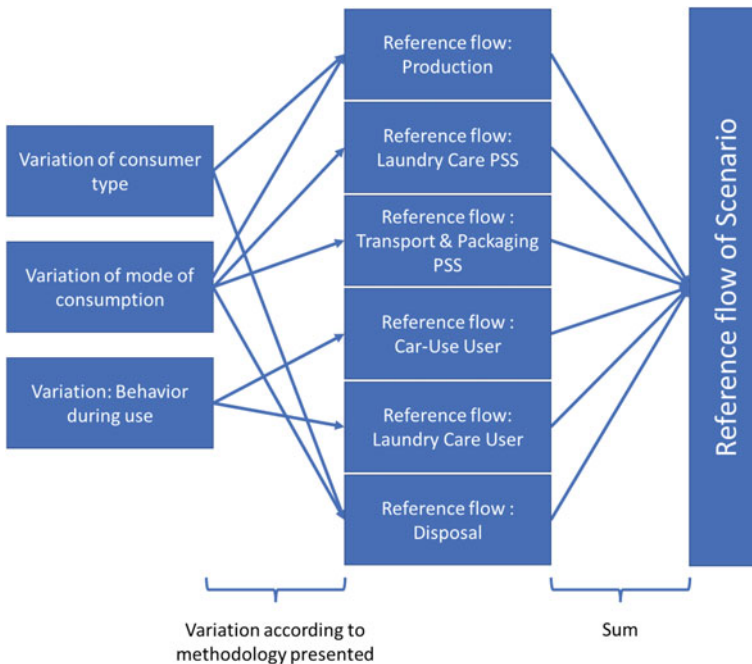 Variation of consumer
type
Variation of mode of
consumption
Variation: Behavior
during use
Reference flow:
Production
Reference flow:
Laundry Care PSS
Reference flow :
Transport & Packaging
PSS
Reference flow :
Car-Use User
Reference flow:
Laundry Care User
Reference flow :
Disposal
Reference flow of Scenario
Variation according to
methodology presented
Sum